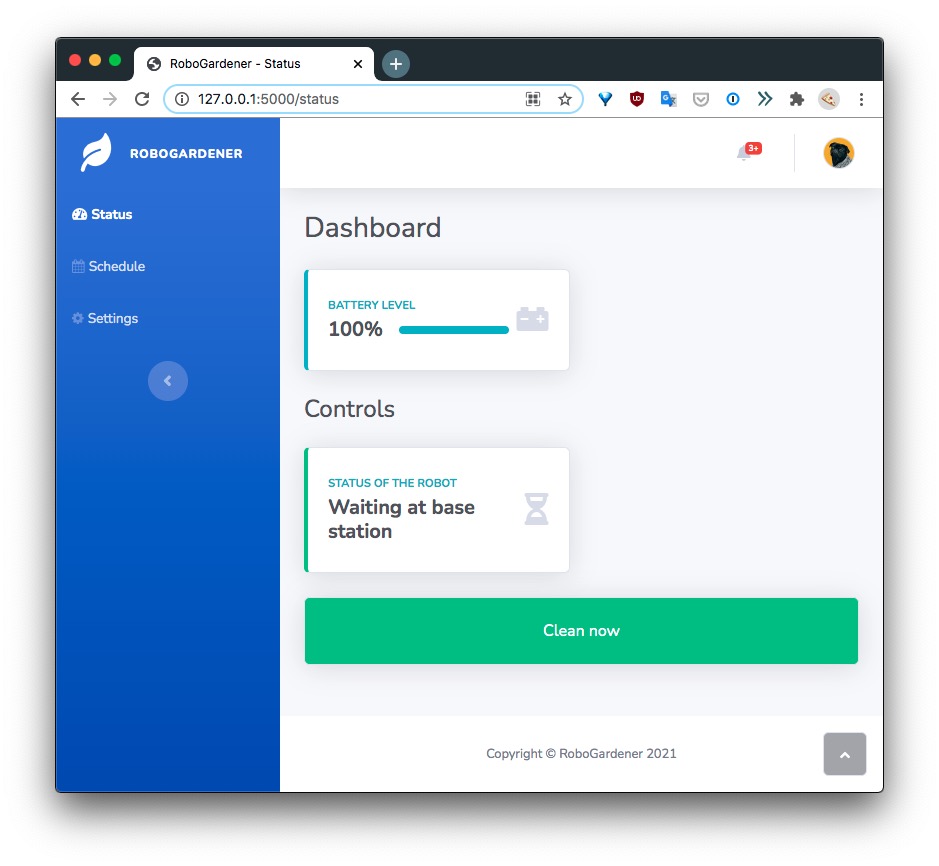 RoboGardener - Status
127.0.0.1:5000/status
ROBOGARDENER
3+
Status
Schedule
Settings
Dashboard
BATTERY LEVEL
100%
Controls
STATUS OF THE ROBOT
Waiting at base
station
Clean now
Copyright © RoboGardener 2021